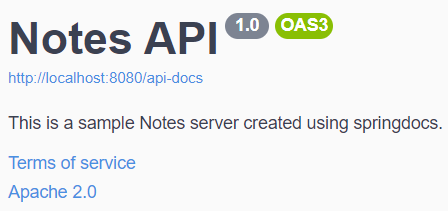 Notes API 1.0 OAS3
http://localhost:8080/api-docs
This is a sample Notes server created using springdocs.
Terms of service
Apache 2.0